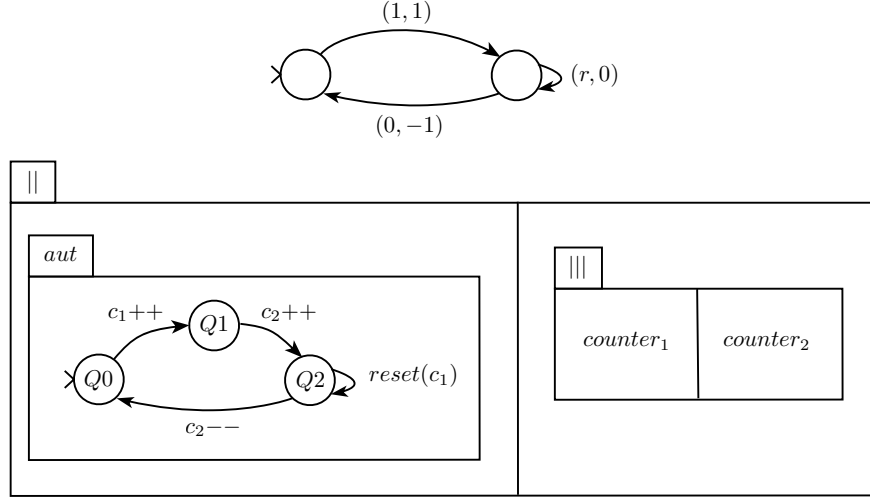 (1, 1)
(r, 0)
(0, −1)
||
aut
|||
c₁++
Q1
c₂++
counter₁
counter₂
Q0
Q2
reset(c₁)
c₂−−